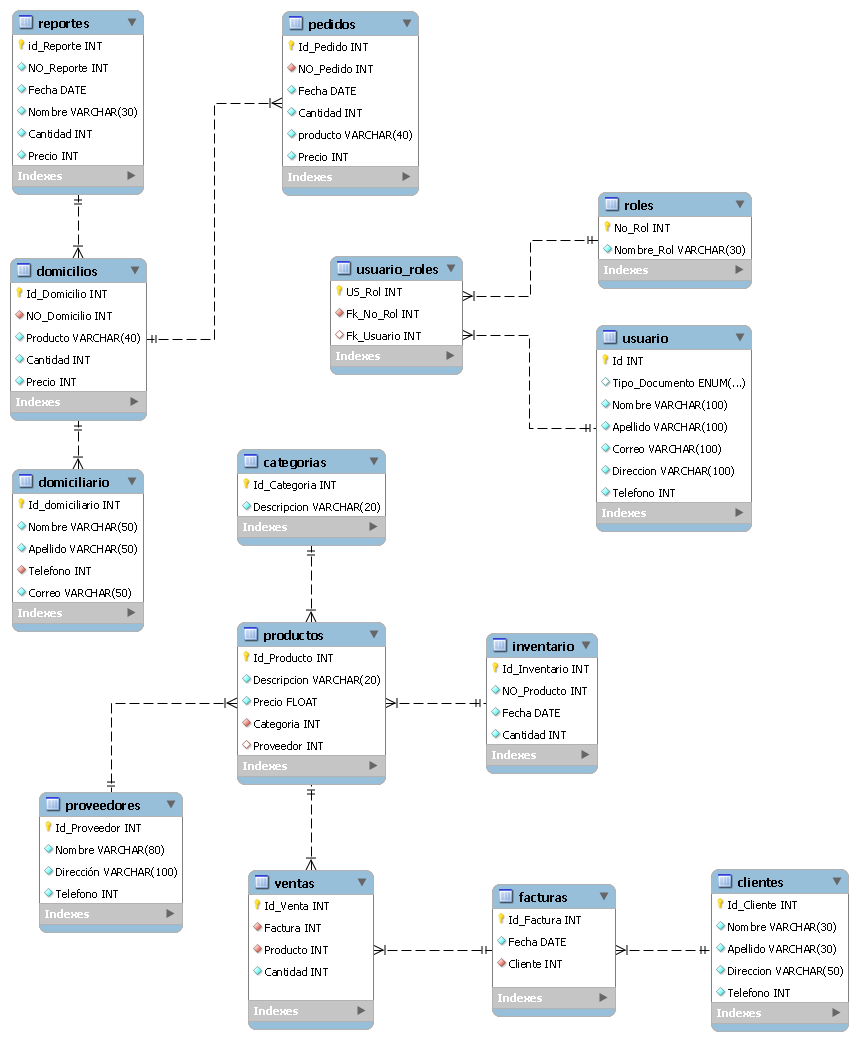 reportes
id_Reporte INT
NO_Reporte INT
Fecha DATE
Nombre VARCHAR(30)
Cantidad INT
Precio INT
Indexes
pedidos
Id_Pedido INT
NO_Pedido INT
Fecha DATE
Cantidad INT
producto VARCHAR(40)
Precio INT
Indexes
roles
No_Rol INT
Nombre_Rol VARCHAR(30)
Indexes
domicilios
Id_Domicilio INT
NO_Domicilio INT
Producto VARCHAR(40)
Cantidad INT
Precio INT
Indexes
usuario_roles
US_Rol INT
Fk_No_Rol INT
Fk_Usuario INT
Indexes
usuario
Id INT
Tipo_Documento ENUM(...)
Nombre VARCHAR(100)
Apellido VARCHAR(100)
Correo VARCHAR(100)
Direccion VARCHAR(100)
Telefono INT
Indexes
domiciliario
Id_domiciliario INT
Nombre VARCHAR(50)
Apellido VARCHAR(50)
Telefono INT
Correo VARCHAR(50)
Indexes
categorias
Id_Categoria INT
Descripcion VARCHAR(20)
Indexes
productos
Id_Producto INT
Descripcion VARCHAR(20)
Precio FLOAT
Categoria INT
Proveedor INT
Indexes
inventario
Id_Inventario INT
NO_Producto INT
Fecha DATE
Cantidad INT
Indexes
proveedores
Id_Proveedor INT
Nombre VARCHAR(80)
Dirección VARCHAR(100)
Telefono INT
Indexes
ventas
Id_Venta INT
Factura INT
Producto INT
Cantidad INT
Indexes
facturas
Id_Factura INT
Fecha DATE
Cliente INT
Indexes
clientes
Id_Cliente INT
Nombre VARCHAR(30)
Apellido VARCHAR(30)
Direccion VARCHAR(50)
Telefono INT
Indexes